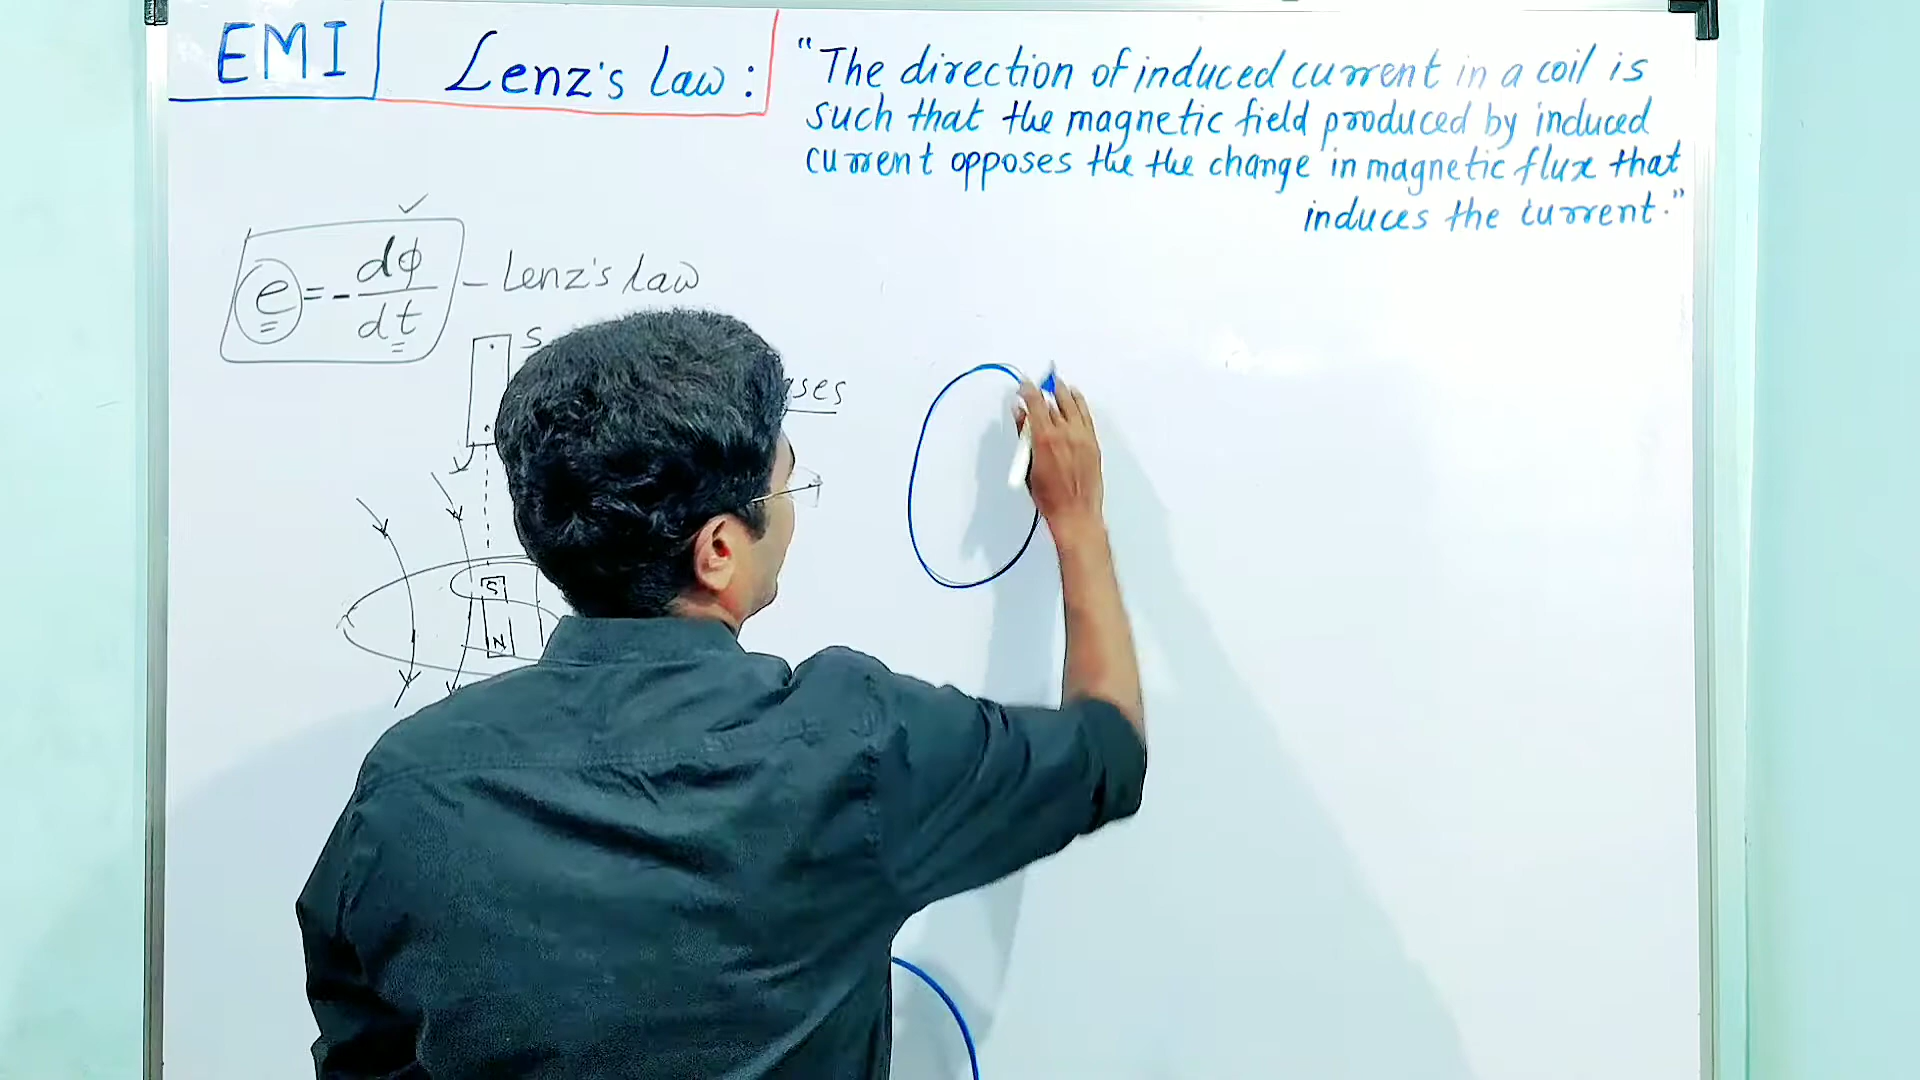 EMI
Lenz's law:
"The direction of induced current in a coil is
such that the magnetic field produced by induced
current opposes the the change in magnetic flux that
induces the current."
e = - dφ/dt - Lenz's law
S
S
N